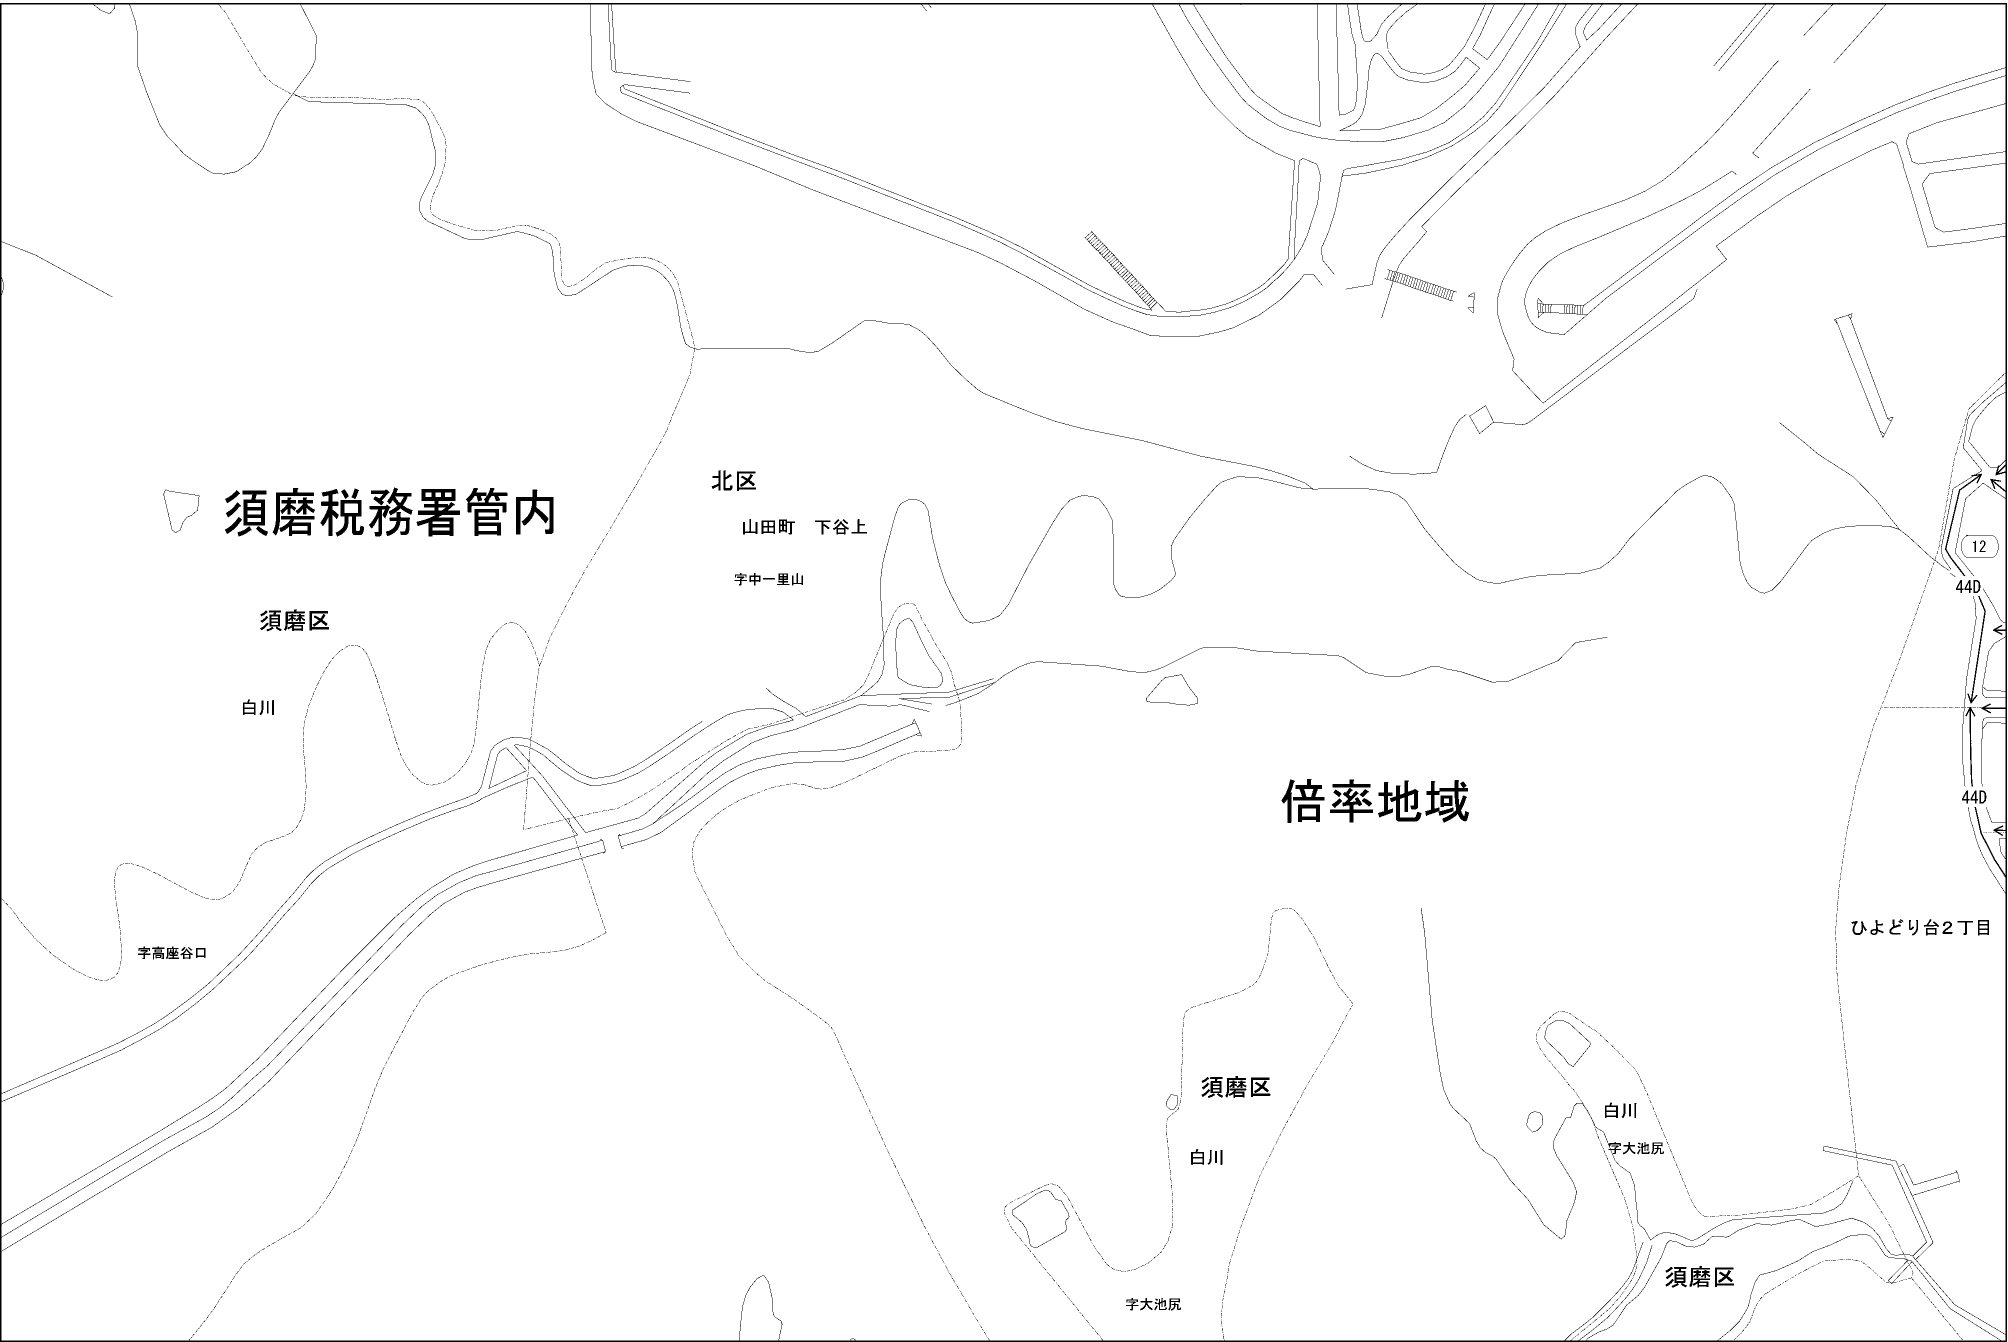 北区
須磨税務署管内
山田町　下谷上
12
字中一里山
44D
須磨区
白川
倍率地域
44D
ひよどり台２丁目
字高座谷口
須磨区
白川
字大池尻
白川
須磨区
字大池尻